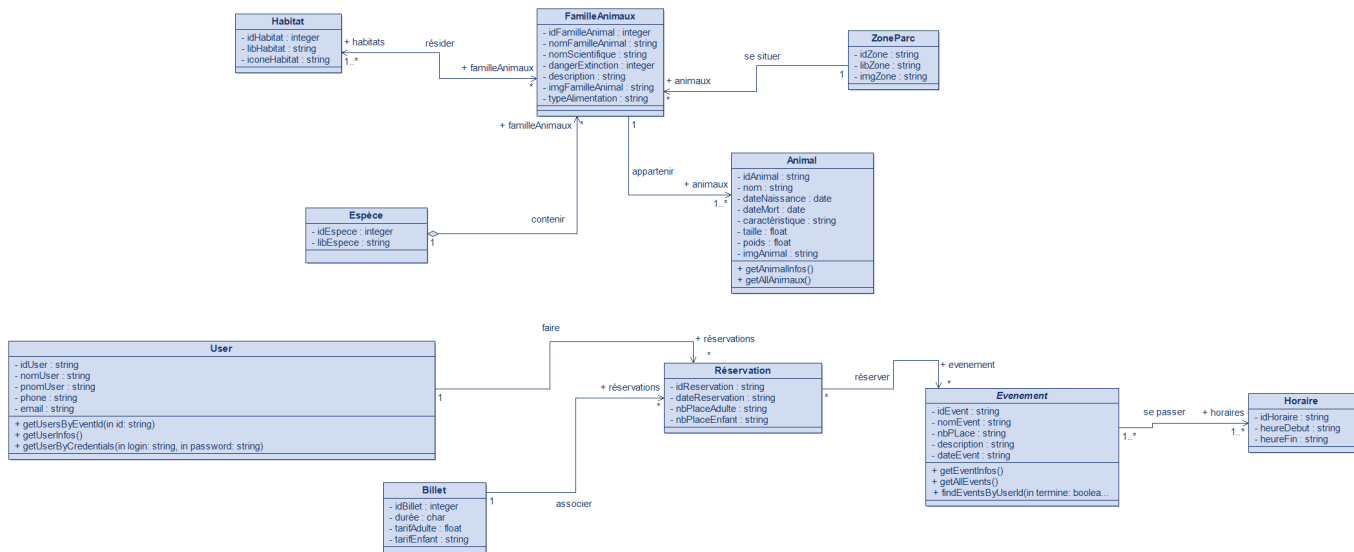 Habitat
- idHabitat : integer
- libHabitat : string
- iconeHabitat : string
+ habitats
1..*
résider
+ familleAnimaux
*
FamilleAnimaux
- idFamilleAnimal : integer
- nomFamilleAnimal : string
- nomScientifique : string
- dangerExtinction : integer
- description : string
- imgFamilleAnimal : string
- typeAlimentation : string
ZoneParc
- idZone : string
- libZone : string
- imgZone : string
se situer
1
+ animaux
*
+ familleAnimaux
*
1
appartenir
+ animaux
1..*
Animal
- idAnimal : string
- nom : string
- dateNaissance : date
- dateMort : date
- caractéristique : string
- taille : float
- poids : float
- imgAnimal : string
+ getAnimalInfos()
+ getAllAnimaux()
Espèce
- idEspece : integer
- libEspece : string
1
contenir
User
- idUser : string
- nomUser : string
- pnomUser : string
- phone : string
- email : string
+ getUsersByEventId(in id: string)
+ getUserInfos()
+ getUserByCredentials(in login: string, in password: string)
1
faire
+ réservations
*
Réservation
- idReservation : string
- dateReservation : string
- nbPlaceAdulte : string
- nbPlaceEnfant : string
+ réservations
*
réserver
*
+ evenement
*
Evenement
- idEvent : string
- nomEvent : string
- nbPLace : string
- description : string
- dateEvent : string
+ getEventInfos()
+ getAllEvents()
+ findEventsByUserId(in termine: boolea...
se passer
1..*
+ horaires
1..*
Horaire
- idHoraire : string
- heureDebut : string
- heureFin : string
Billet
- idBillet : integer
- durée : char
- tarifAdulte : float
- tarifEnfant : string
1
associer